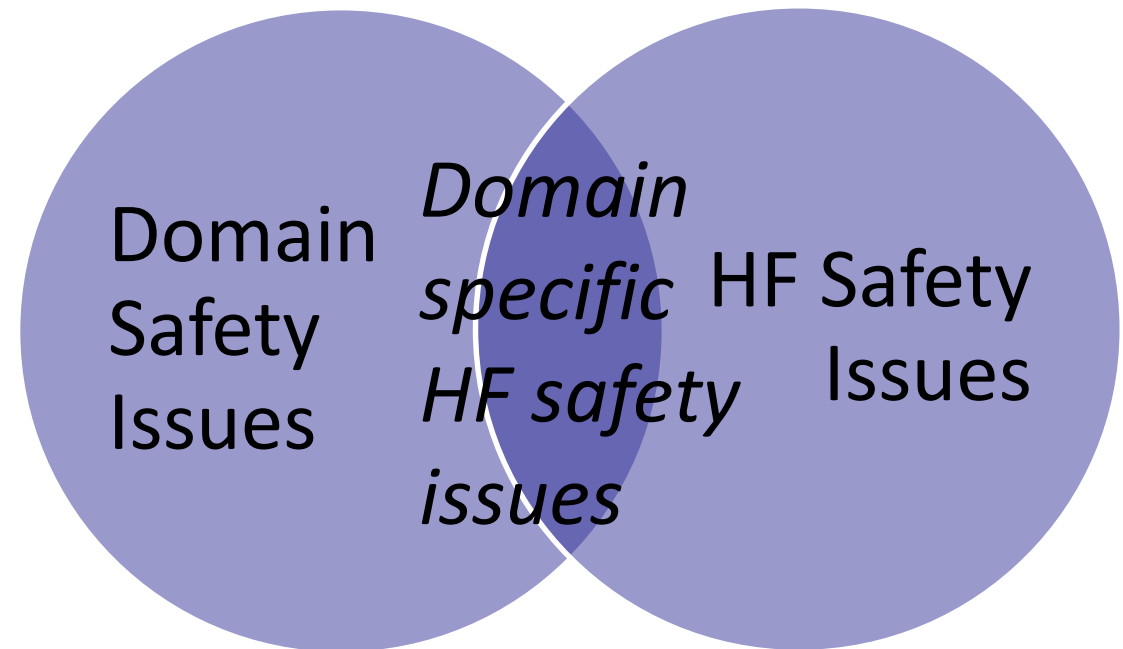 Domain
Safety
Issues
Domain
specific
HF safety
issues
HF Safety
Issues